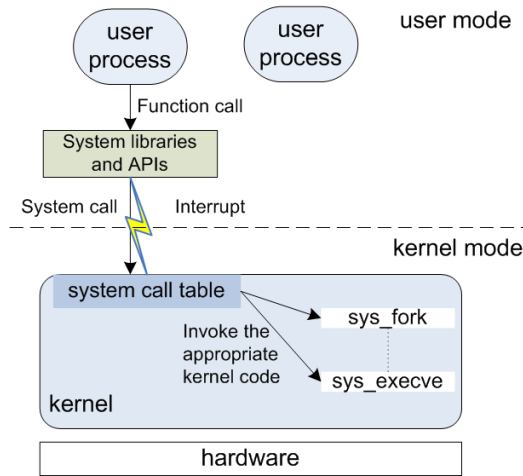 user
process
user
process
user mode
Function call
System libraries
and APIs
System call
Interrupt
kernel mode
system call table
Invoke the
appropriate
kernel code
sys_fork
sys_execve
kernel
hardware